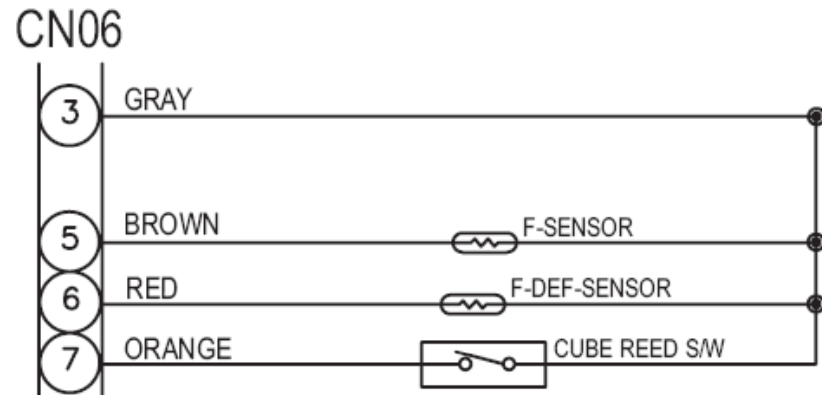 CN06
3 GRAY
5 BROWN F-SENSOR
6 RED F-DEF-SENSOR
7 ORANGE CUBE REED S/W